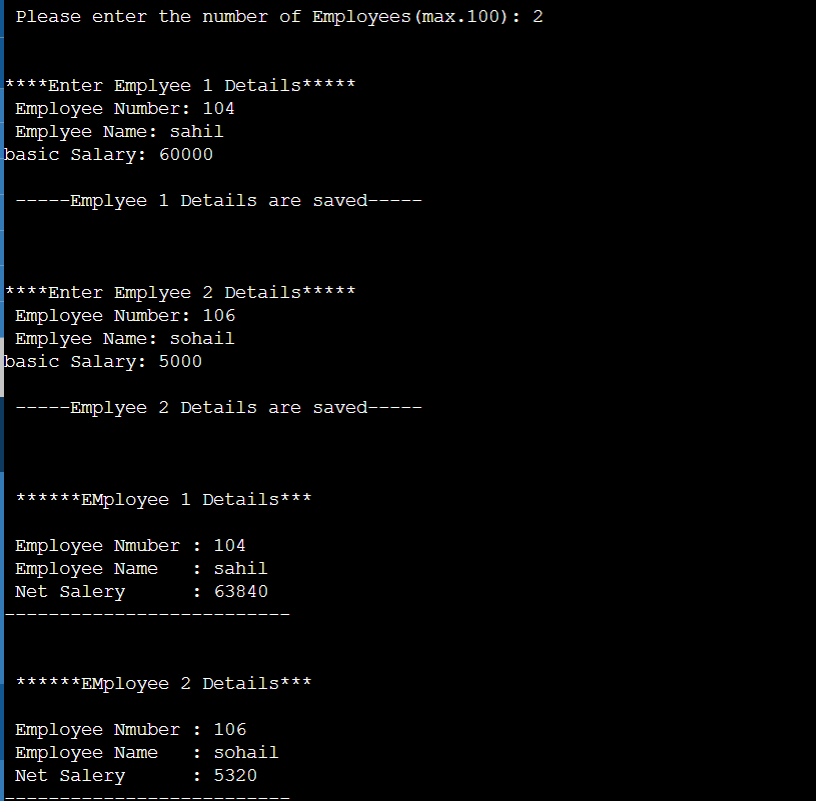 Please enter the number of Employees(max.100): 2
****Enter Emplyee 1 Details*****
Employee Number: 104
Emplyee Name: sahil
basic Salary: 60000
-----Emplyee 1 Details are saved-----
****Enter Emplyee 2 Details*****
Employee Number: 106
Emplyee Name: sohail
basic Salary: 5000
-----Emplyee 2 Details are saved-----
******EMployee 1 Details***
Employee Nmuber : 104
Employee Name   : sahil
Net Salery      : 63840
--------------------------
******EMployee 2 Details***
Employee Nmuber : 106
Employee Name   : sohail
Net Salery      : 5320
--------------------------